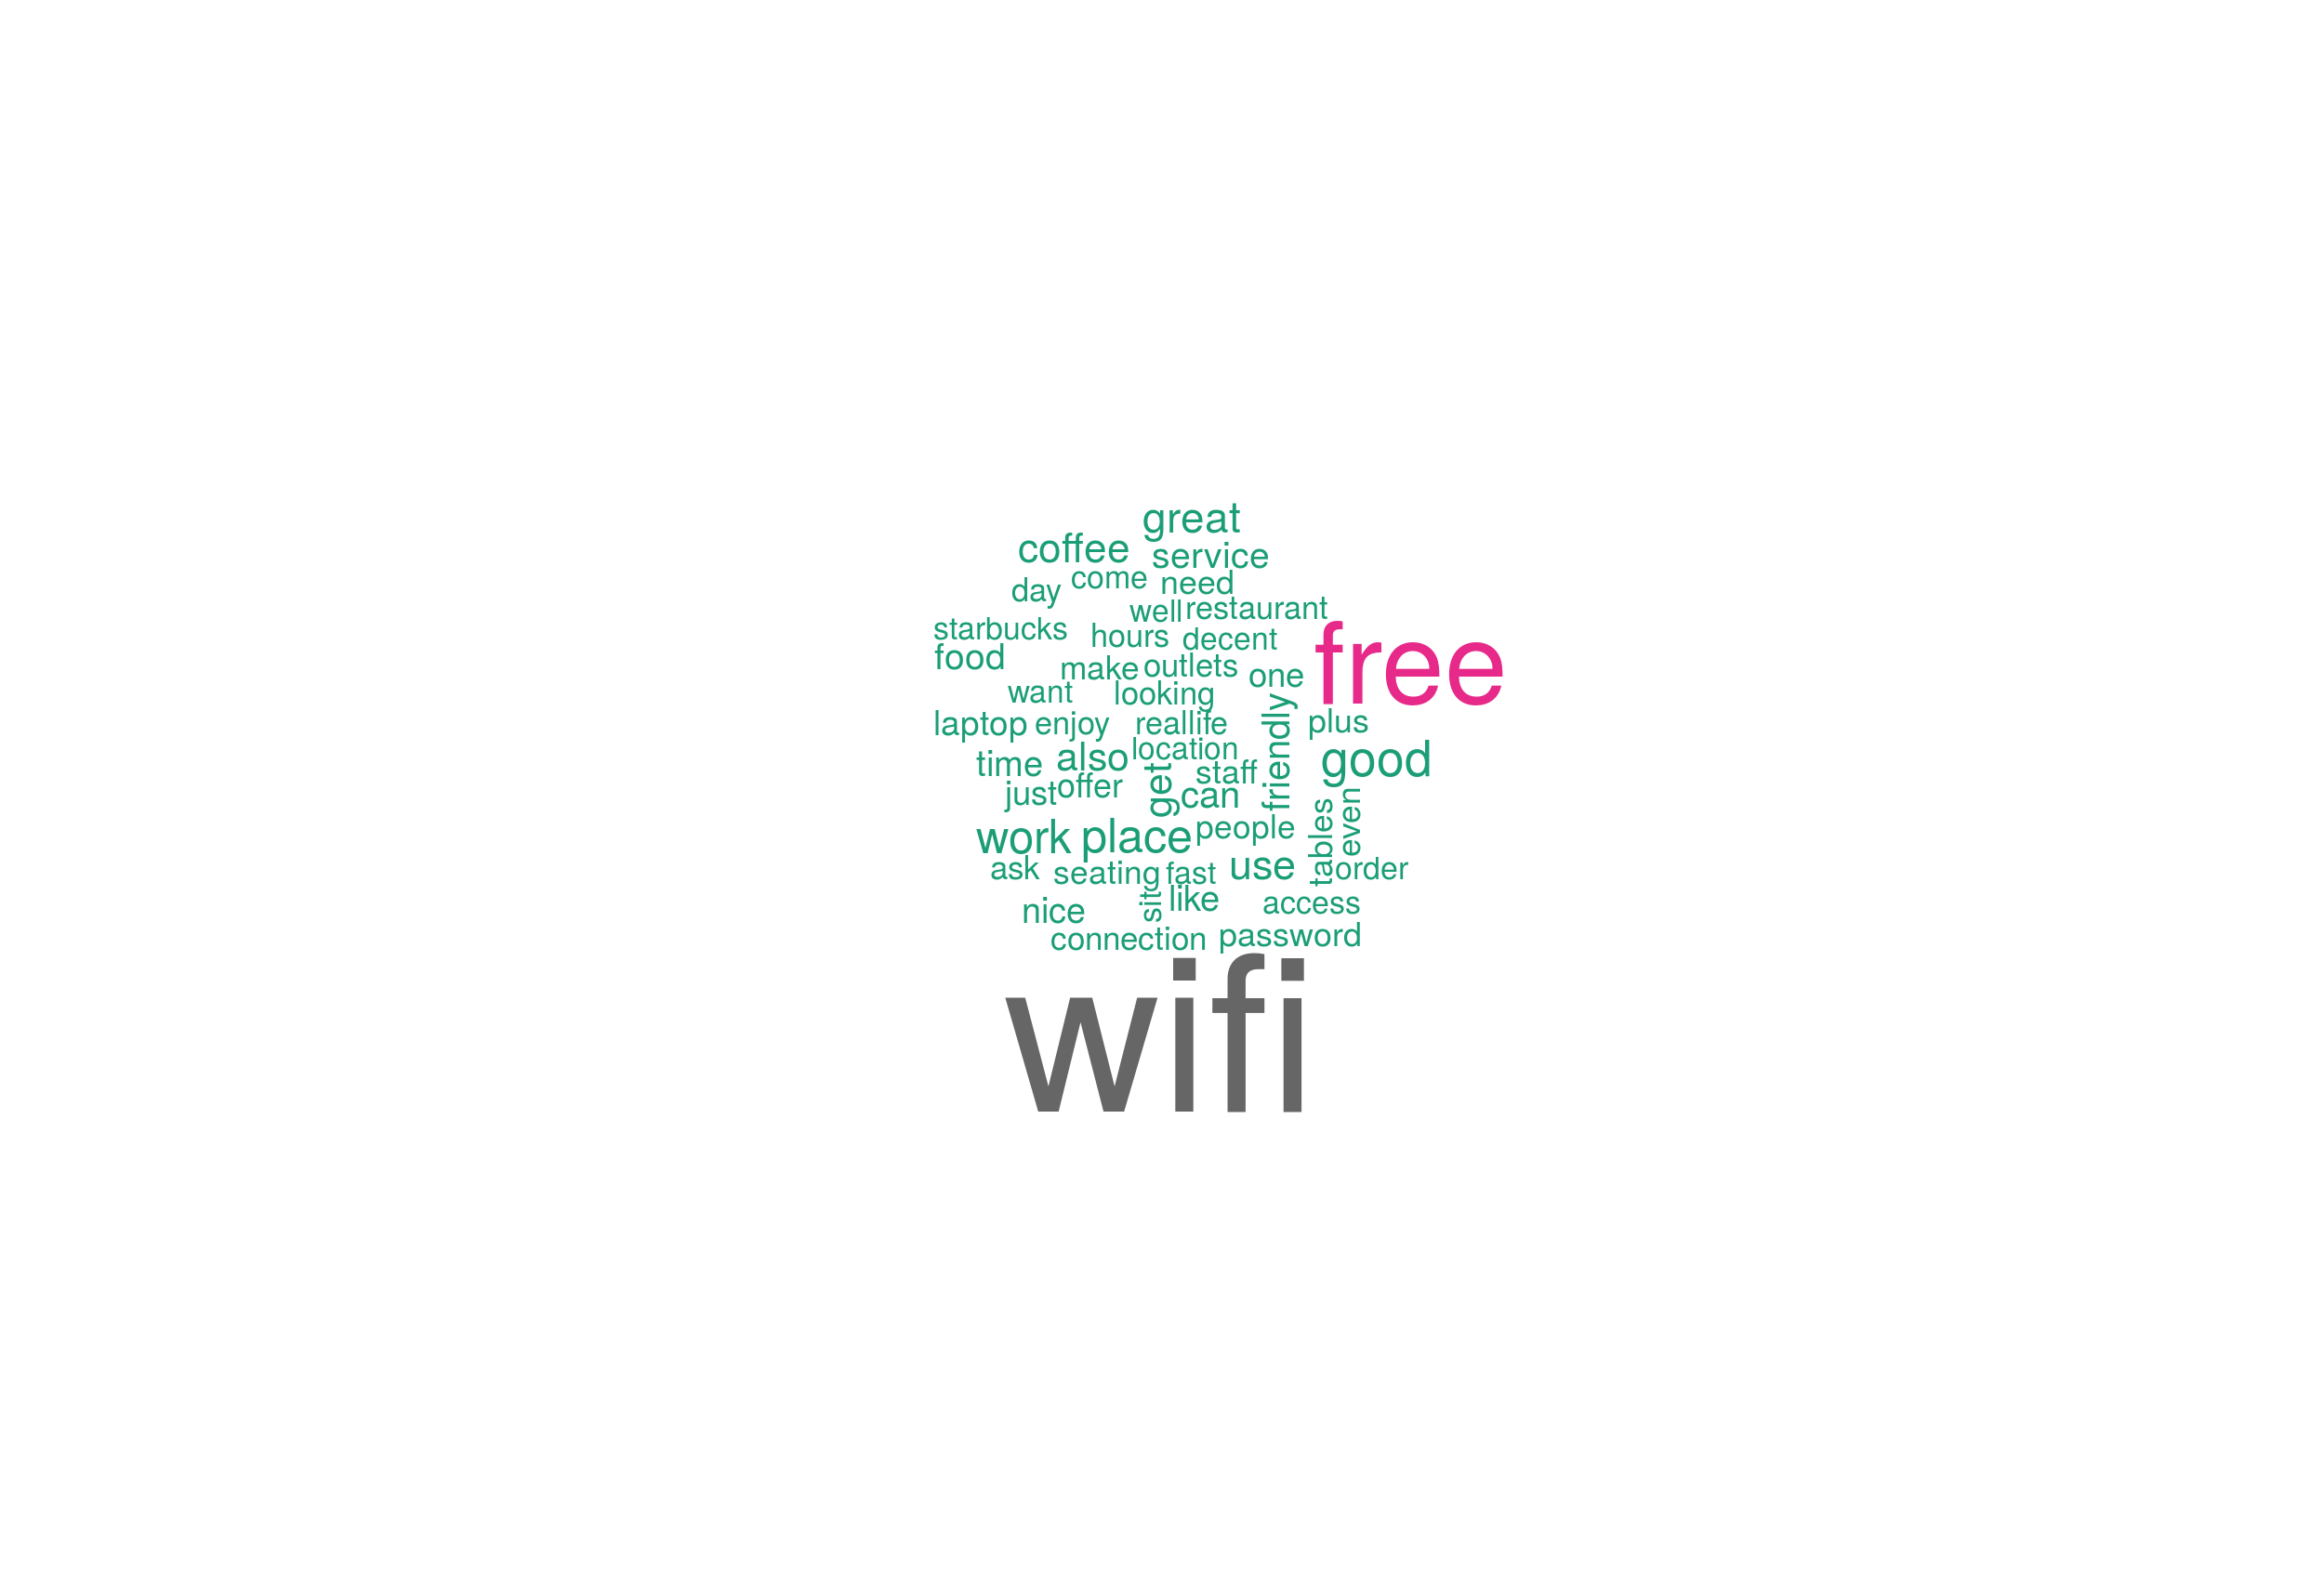 great
coffee service
day come need
well restaurant
starbucks hours decent free
food make outlets one
want looking
laptop enjoy reallife friendly plus
time also location good
just offer get can staff
work place people tables even
ask seating fast use order
nice sit like access
connection password
wifi